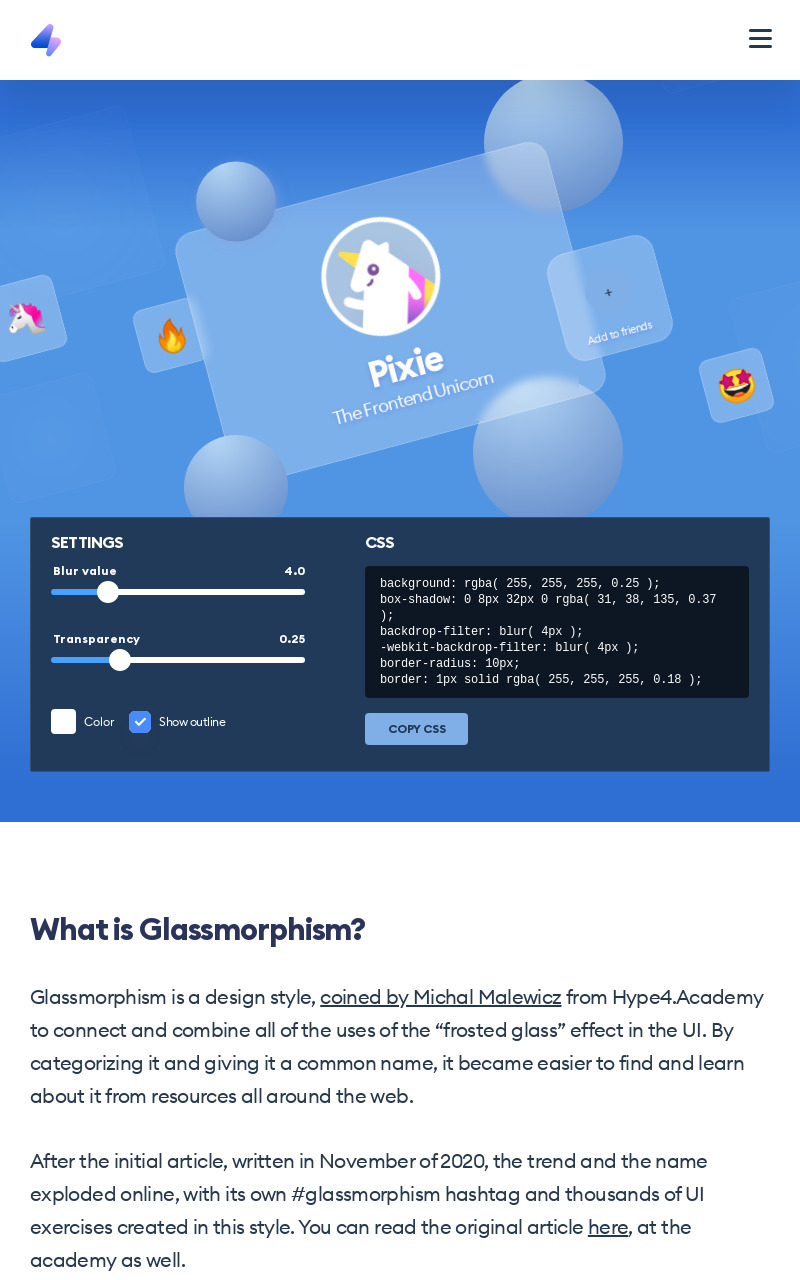 +
Add to friends
Pixie
The Frontend Unicorn
SETTINGS
Blur value 4.0
Transparency 0.25
Color
Show outline
CSS
background: rgba( 255, 255, 255, 0.25 );
box-shadow: 0 8px 32px 0 rgba( 31, 38, 135, 0.37
);
backdrop-filter: blur( 4px );
-webkit-backdrop-filter: blur( 4px );
border-radius: 10px;
border: 1px solid rgba( 255, 255, 255, 0.18 );
COPY CSS
What is Glassmorphism?
Glassmorphism is a design style, coined by Michal Malewicz from Hype4.Academy
to connect and combine all of the uses of the “frosted glass” effect in the UI. By
categorizing it and giving it a common name, it became easier to find and learn
about it from resources all around the web.
After the initial article, written in November of 2020, the trend and the name
exploded online, with its own #glassmorphism hashtag and thousands of UI
exercises created in this style. You can read the original article here, at the
academy as well.